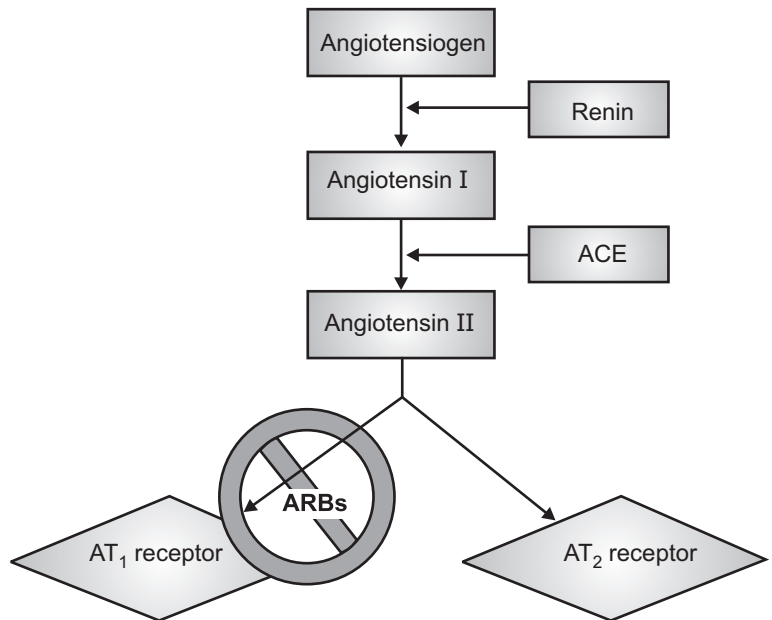 Angiotensiogen
Renin
Angiotensin I
ACE
Angiotensin II
ARBs
AT₁ receptor
AT₂ receptor